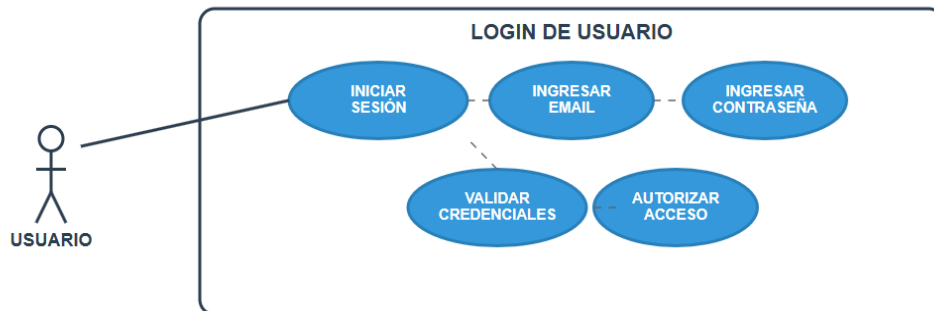 LOGIN DE USUARIO
INICIAR
SESIÓN
INGRESAR
EMAIL
INGRESAR
CONTRASEÑA
VALIDAR
CREDENCIALES
AUTORIZAR
ACCESO
USUARIO